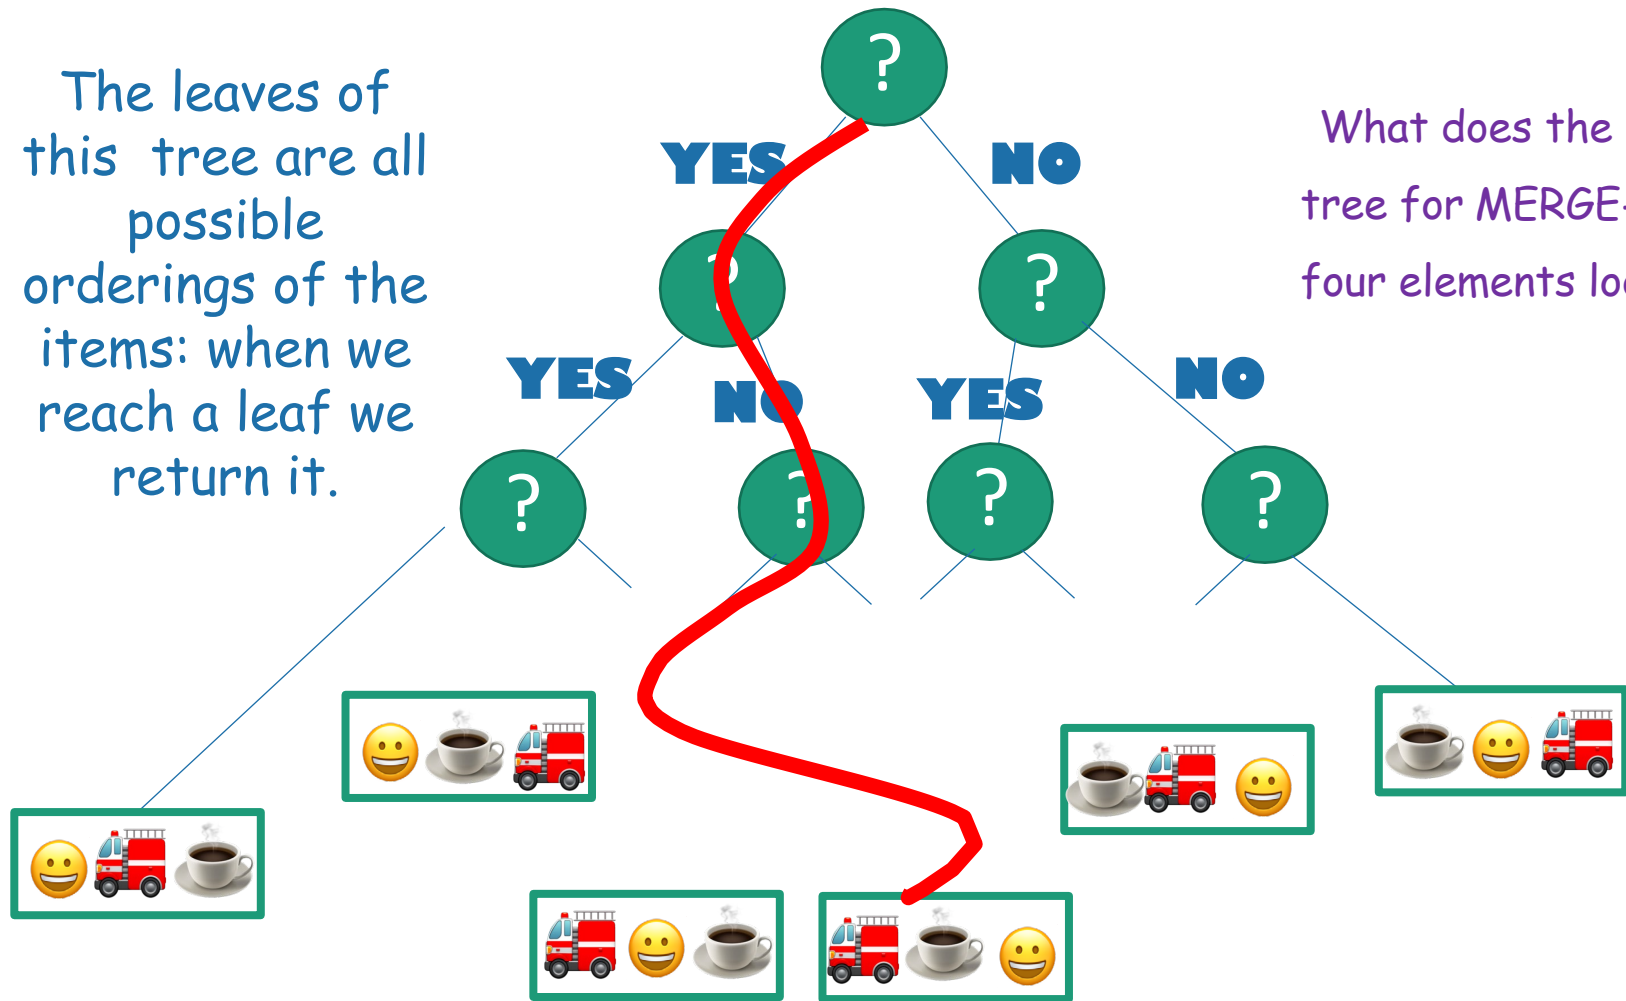 The leaves of
this tree are all
possible
orderings of the
items: when we
reach a leaf we
return it.
?
What does the
tree for MERGE-
four elements
YES
NO
?
?
YES
NO
YES
NO
?
?
?
?